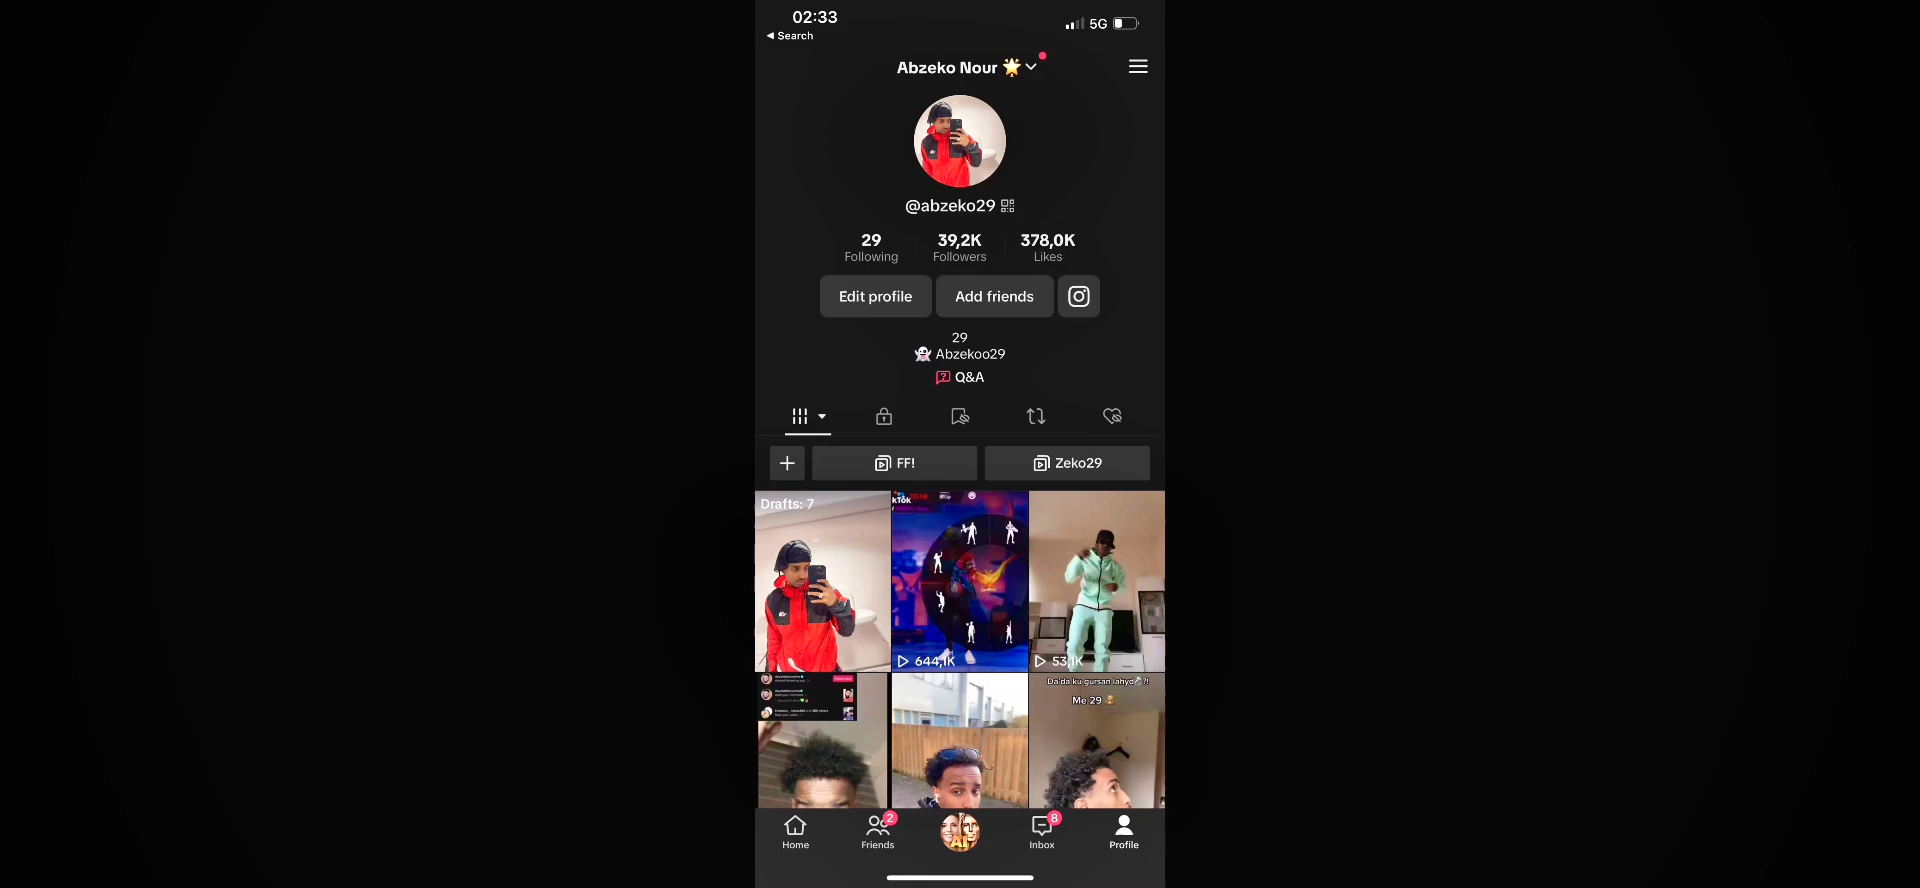 02:33
5G
◀ Search
Abzeko Nour 🌟
@abzeko29
29
Following
39,2K
Followers
378,0K
Likes
Edit profile
Add friends
29
👻 Abzekoo29
Q&A
FF!
Zeko29
Drafts: 7
kTok
644,1K
53,1K
Da'da ku gursan lahyd?!
Me 29
Home
2
Friends
AI
8
Inbox
Profile